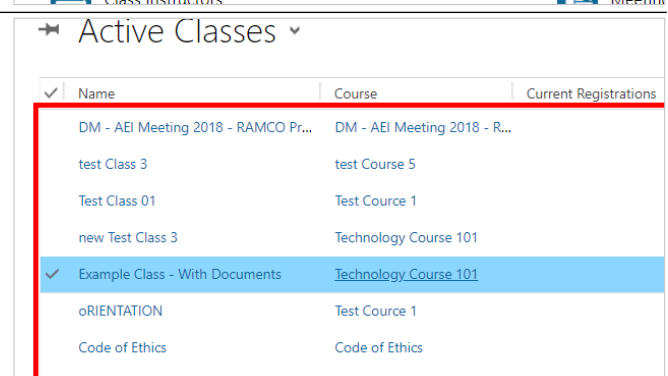 Class Instructors
Active Classes
Name Course Current Registrations
DM - AEI Meeting 2018 - RAMCO Pr... DM - AEI Meeting 2018 - R...
test Class 3 test Course 5
Test Class 01 Test Cource 1
new Test Class 3 Technology Course 101
Example Class - With Documents Technology Course 101
oRIENTATION Test Cource 1
Code of Ethics Code of Ethics